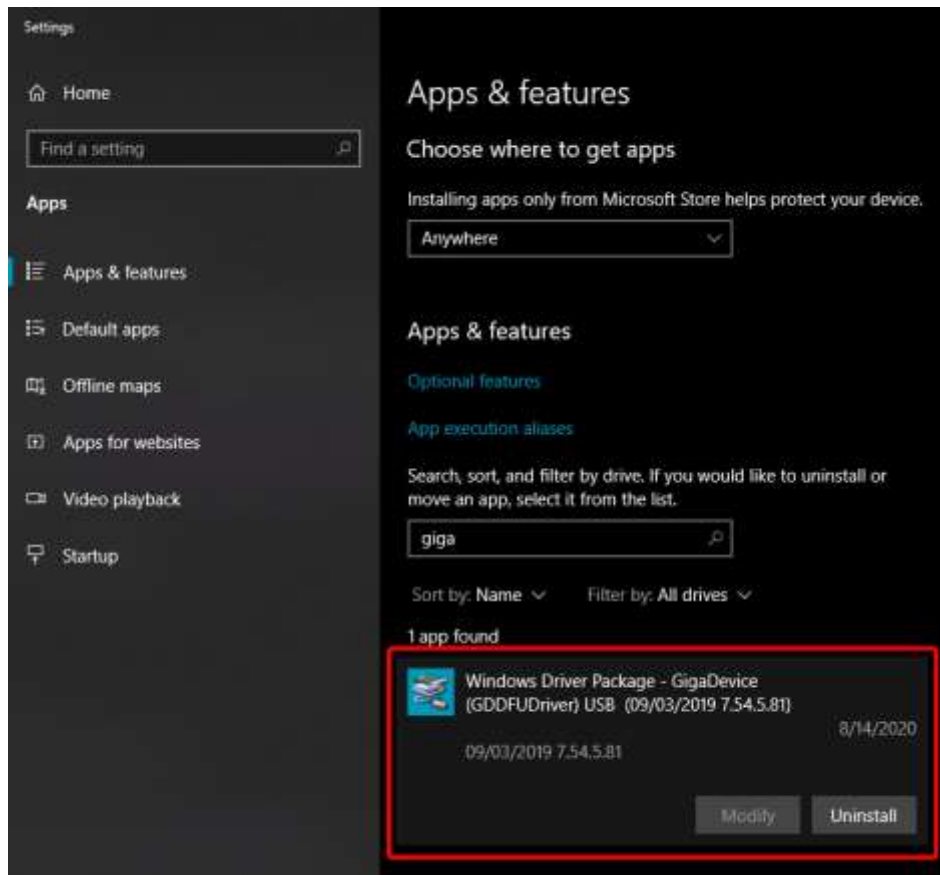 Settings
Home
Find a setting
Apps
Apps & features
Default apps
Offline maps
Apps for websites
Video playback
Startup
Apps & features
Choose where to get apps
Installing apps only from Microsoft Store helps protect your device.
Anywhere
Apps & features
Optional features
App execution aliases
Search, sort, and filter by drive. If you would like to uninstall or
move an app, select it from the list.
giga
Sort by: Name Filter by: All drives
1 app found
Windows Driver Package - GigaDevice
(GDDFUDriver) USB (09/03/2019 7.54.5.81)
8/14/2020
09/03/2019 7.54.5.81
Modify Uninstall